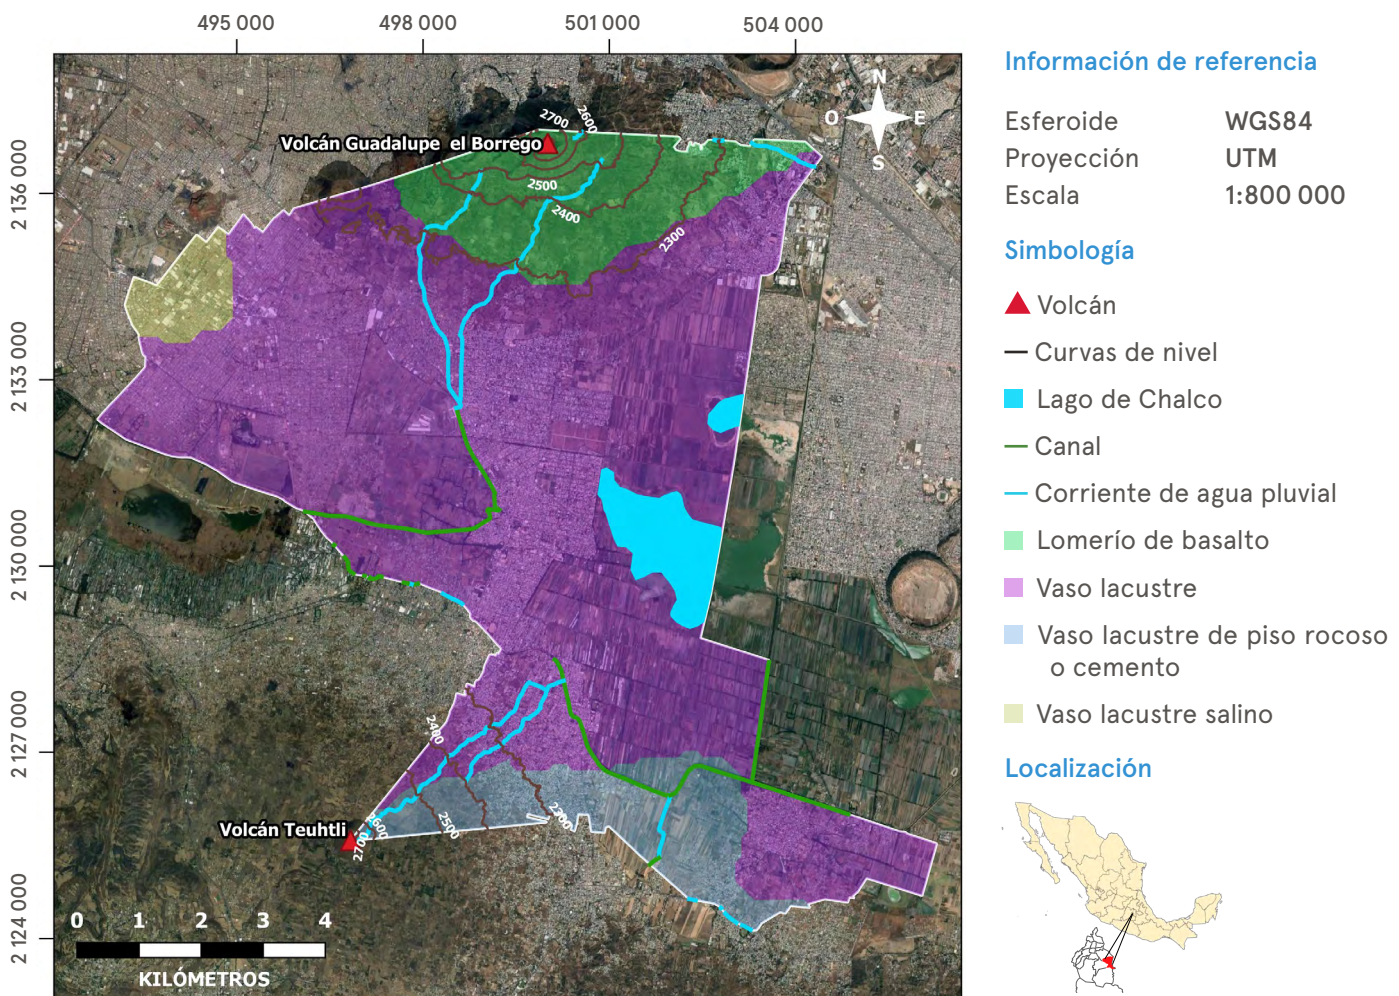 495 000
498 000
501 000
504 000
2 136 000
2 133 000
2 130 000
2 127 000
2 124 000
N
O
E
S
Volcán Guadalupe  el Borrego
2700
2600
2500
2400
2300
2400
2300
2500
2600
2700
Volcán Teuhtli
0 1 2 3 4
KILÓMETROS
Información de referencia
Esferoide WGS84
Proyección UTM
Escala 1:800 000
Simbología
Volcán
Curvas de nivel
Lago de Chalco
Canal
Corriente de agua pluvial
Lomerío de basalto
Vaso lacustre
Vaso lacustre de piso rocoso
o cemento
Vaso lacustre salino
Localización